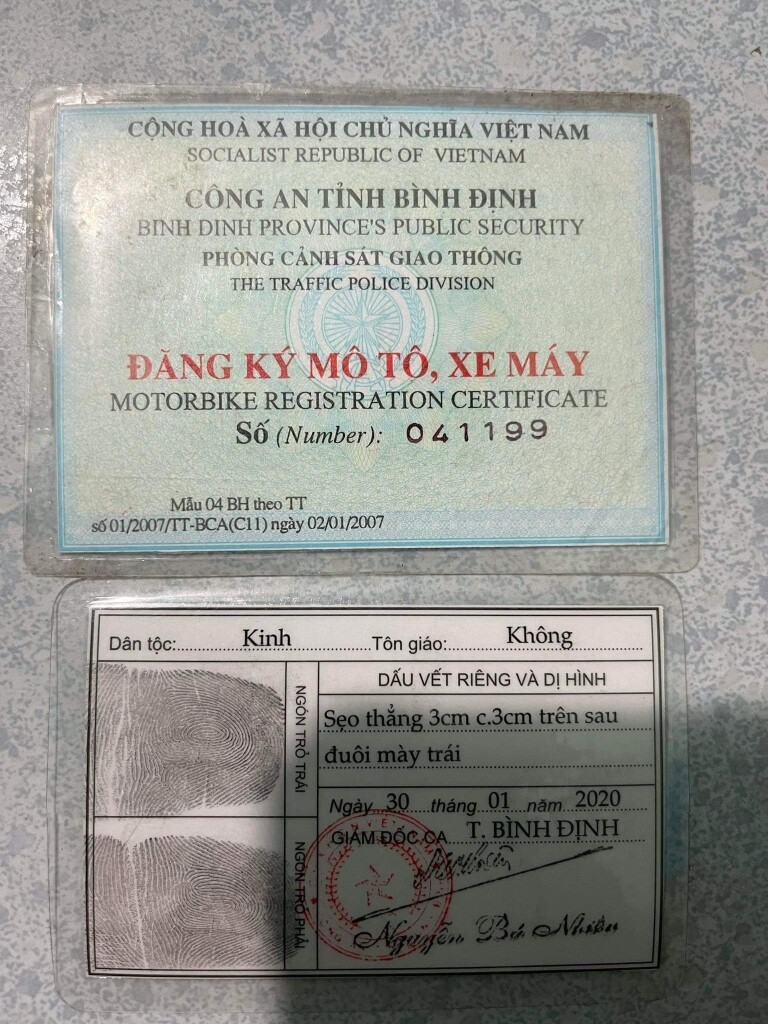 CỘNG HOÀ XÃ HỘI CHỦ NGHĨA VIỆT NAM
SOCIALIST REPUBLIC OF VIETNAM
CÔNG AN TỈNH BÌNH ĐỊNH
BINH DINH PROVINCE'S PUBLIC SECURITY
PHÒNG CẢNH SÁT GIAO THÔNG
THE TRAFFIC POLICE DIVISION
ĐĂNG KÝ MÔ TÔ, XE MÁY
MOTORBIKE REGISTRATION CERTIFICATE
Số (Number): 041199
Mẫu 04 BH theo TT
số 01/2007/TT-BCA(C11) ngày 02/01/2007
Dân tộc: Kinh Tôn giáo: Không
NGÓN TRỎ TRÁI
DẤU VẾT RIÊNG VÀ DỊ HÌNH
Sẹo thẳng 3cm c.3cm trên sau
đuôi mày trái
Ngày 30 tháng 01 năm 2020
GIÁM ĐỐC CA T. BÌNH ĐỊNH
NGÓN TRỎ PHẢI
Nguyễn Bá Nhiên